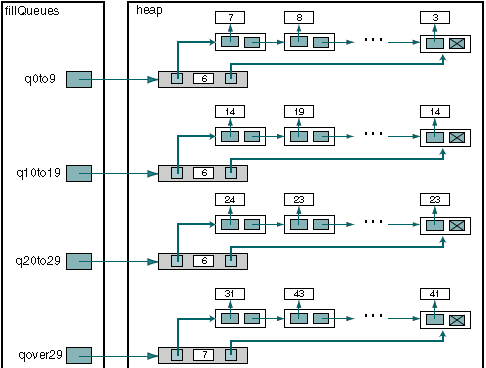 fillQueues heap
7 8 ... 3
q0to9 6
14 19 ... 14
q10to19 6
24 23 ... 23
q20to29 6
31 43 ... 41
qover29 7